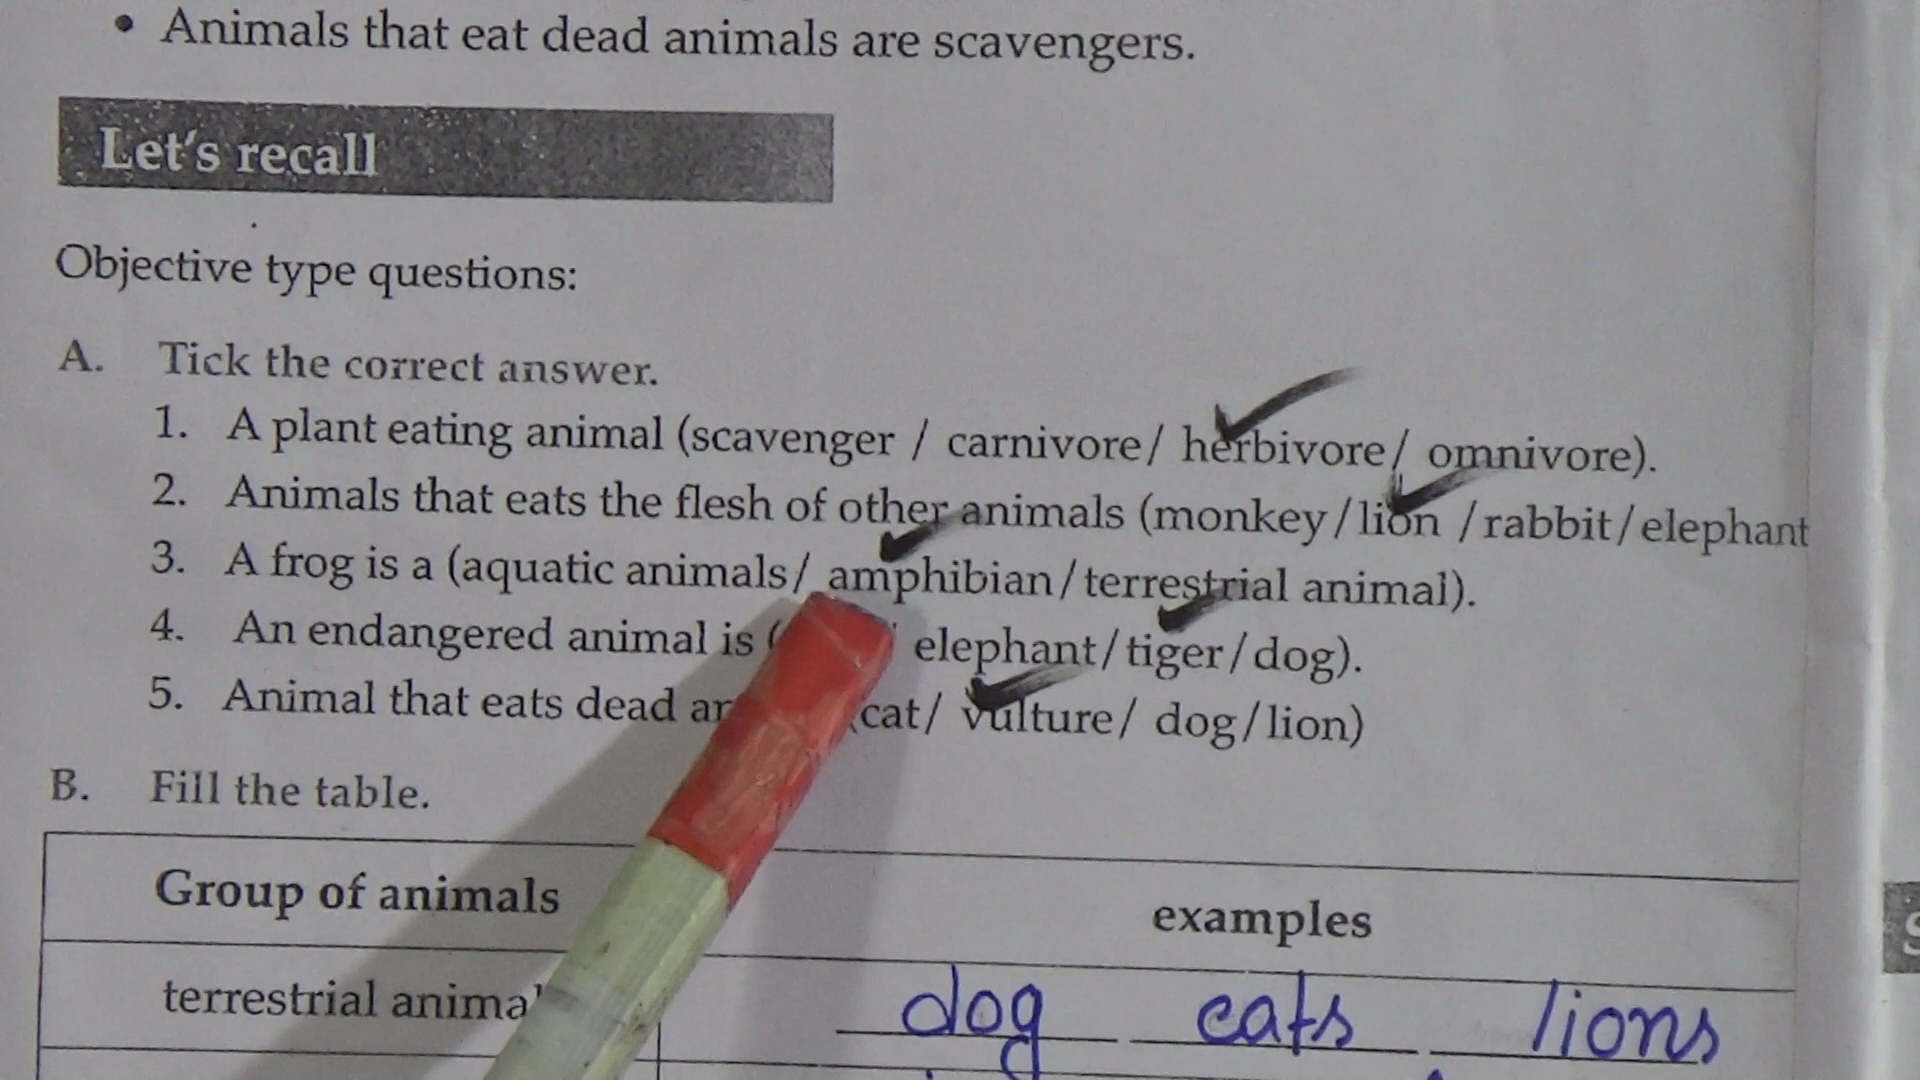 • Animals that eat dead animals are scavengers.
Let's recall
Objective type questions:
A. Tick the correct answer.
1. A plant eating animal (scavenger / carnivore/ herbivore/ omnivore).
2. Animals that eats the flesh of other animals (monkey/lion /rabbit/elephant
3. A frog is a (aquatic animals/ amphibian/terrestrial animal).
4. An endangered animal is ( elephant/tiger/dog).
5. Animal that eats dead (cat/ vulture/ dog/lion)
B. Fill the table.
Group of animals examples
terrestrial dog cats lions